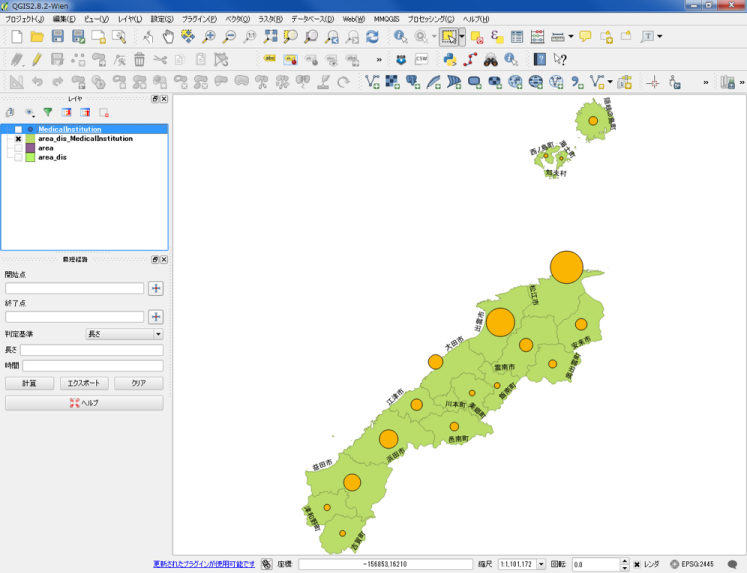 QGIS2.8.2-Wien
プロジェクト(J) 編集(E) ビュー(V) レイヤ(L) 設定(S) プラグイン(P) ベクタ(O) ラスタ(R) データベース(D) Web(W) MMQGIS プロセッシング(C) ヘルプ(H)
abc
CSW
レイヤ
MedicalInstitution
area_dis_MedicalInstitution
area
area_dis
最短経路
開始点
終了点
判定基準 長さ
長さ
時間
計算 エクスポート クリア
ヘルプ
隠岐の島町
西ノ島町
海士町
知夫村
松江市
出雲市
安来市
大田市
雲南市
奥出雲町
飯南町
江津市
川本町
美郷町
邑南町
浜田市
益田市
津和野町
吉賀町
更新されたプラグインが使用可能です 座標: -156853,16210 縮尺 1:1,181,172 回転 0.0 レンダ EPSG:2445